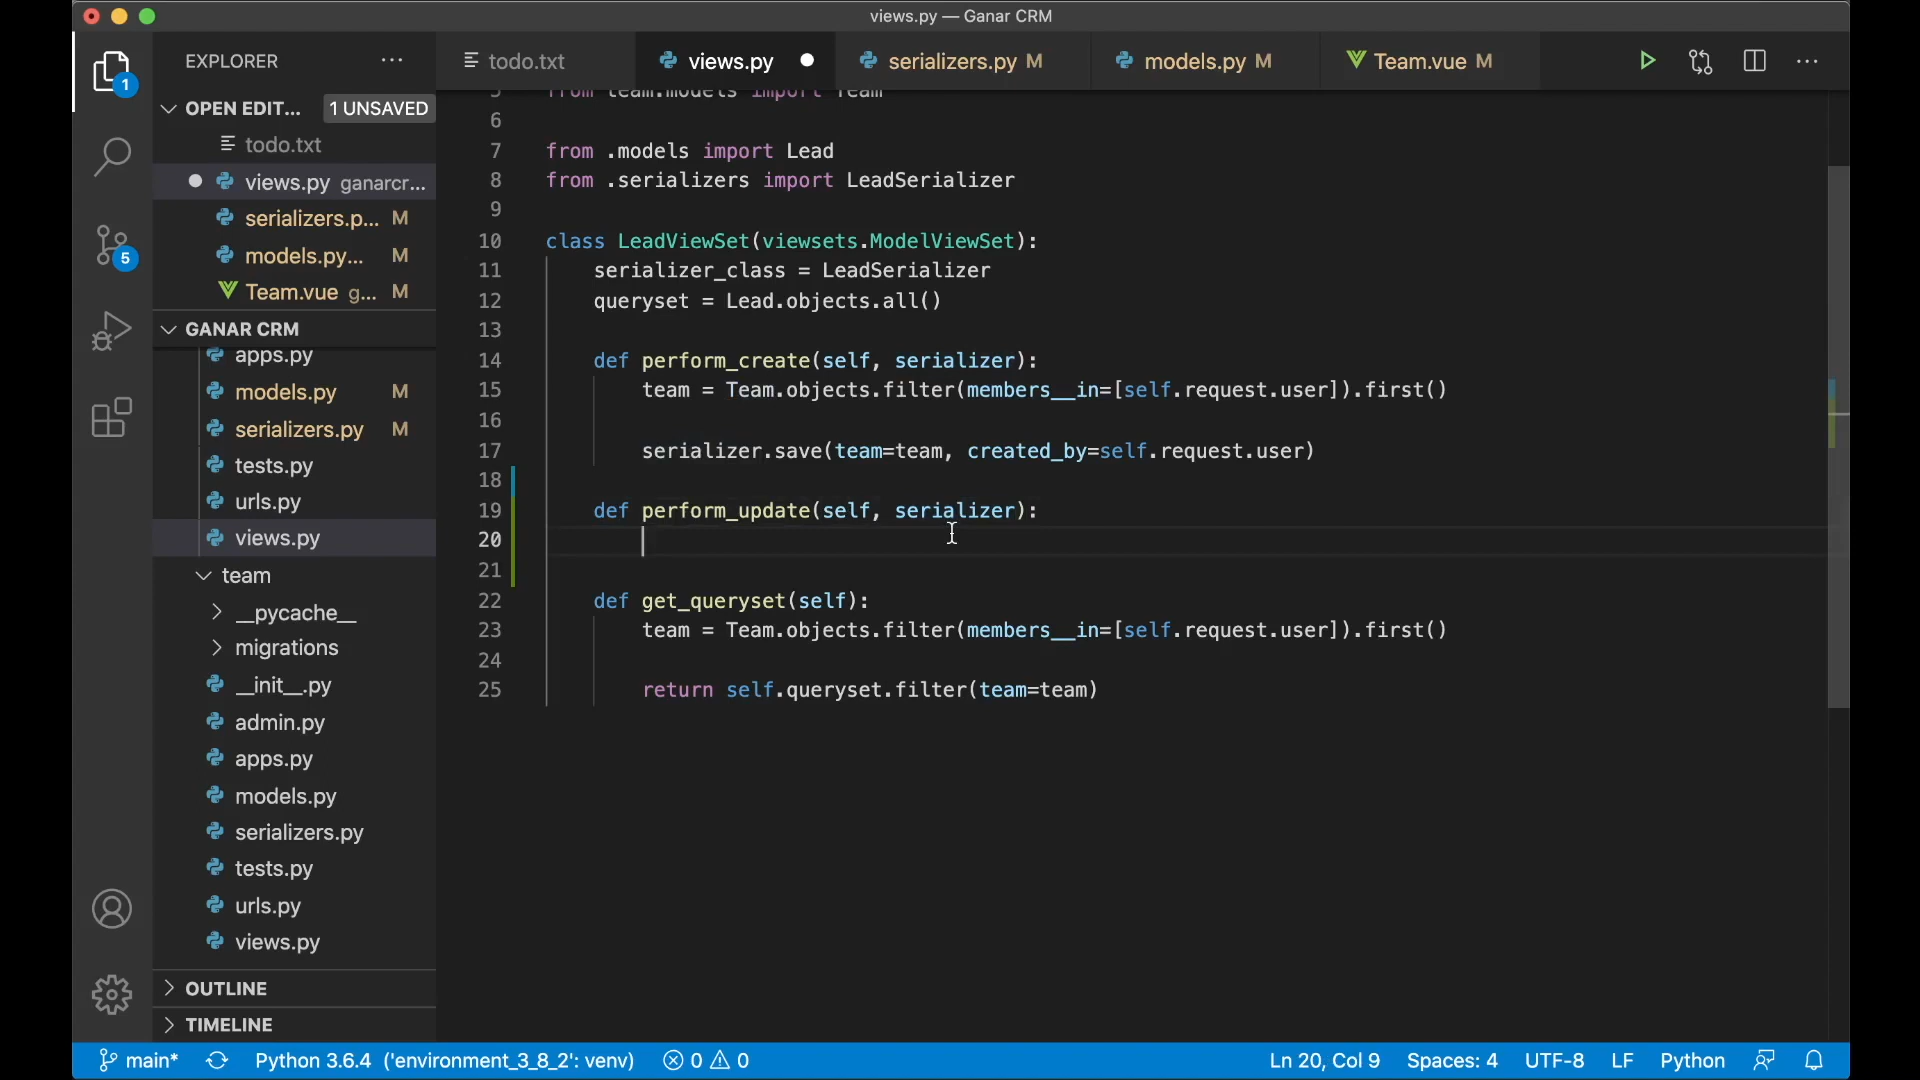 views.py — Ganar CRM
EXPLORER
todo.txt
views.py
serializers.py M
models.py M
Team.vue M
1
OPEN EDIT...
1 UNSAVED
todo.txt
views.py ganarcr...
serializers.p... M
models.py... M
Team.vue g... M
5
GANAR CRM
apps.py
models.py M
serializers.py M
tests.py
urls.py
views.py
team
__pycache__
migrations
__init__.py
admin.py
apps.py
models.py
serializers.py
tests.py
urls.py
views.py
OUTLINE
TIMELINE
5 from team.models import Team
6
7 from .models import Lead
8 from .serializers import LeadSerializer
9
10 class LeadViewSet(viewsets.ModelViewSet):
11 serializer_class = LeadSerializer
12 queryset = Lead.objects.all()
13
14 def perform_create(self, serializer):
15 team = Team.objects.filter(members__in=[self.request.user]).first()
16
17 serializer.save(team=team, created_by=self.request.user)
18
19 def perform_update(self, serializer):
20
21
22 def get_queryset(self):
23 team = Team.objects.filter(members__in=[self.request.user]).first()
24
25 return self.queryset.filter(team=team)
main* Python 3.6.4 ('environment_3_8_2': venv) 0 0 Ln 20, Col 9 Spaces: 4 UTF-8 LF Python